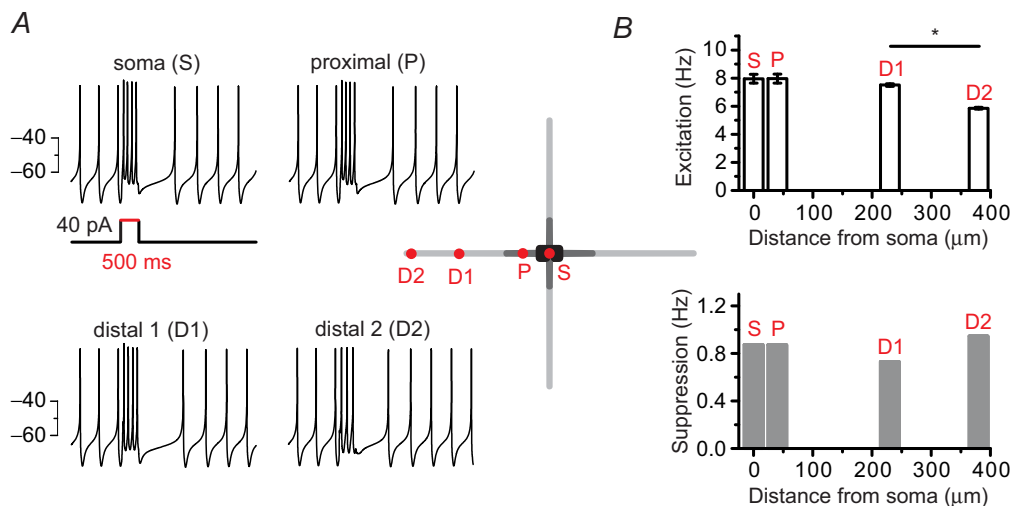 A
soma (S)
proximal (P)
–40
–60
40 pA
500 ms
D2 D1 P S
distal 1 (D1)
distal 2 (D2)
–40
–60
B
*
Excitation (Hz)
12
10
8
6
4
2
0
S P D1 D2
0 100 200 300 400
Distance from soma (μm)
Suppression (Hz)
1.2
0.8
0.4
0.0
S P D1 D2
0 100 200 300 400
Distance from soma (μm)